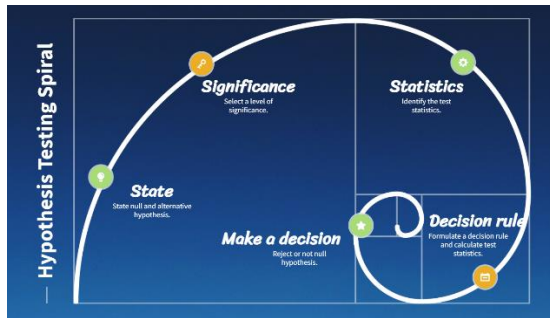 Hypothesis Testing Spiral
Significance
Select a level of
significance.
Statistics
Identify the test
statistics.
State
State null and alternative
hypothesis.
Decision rule
Formulate a decision rule
and calculate test
statistics.
Make a decision
Reject or not null
hypothesis.